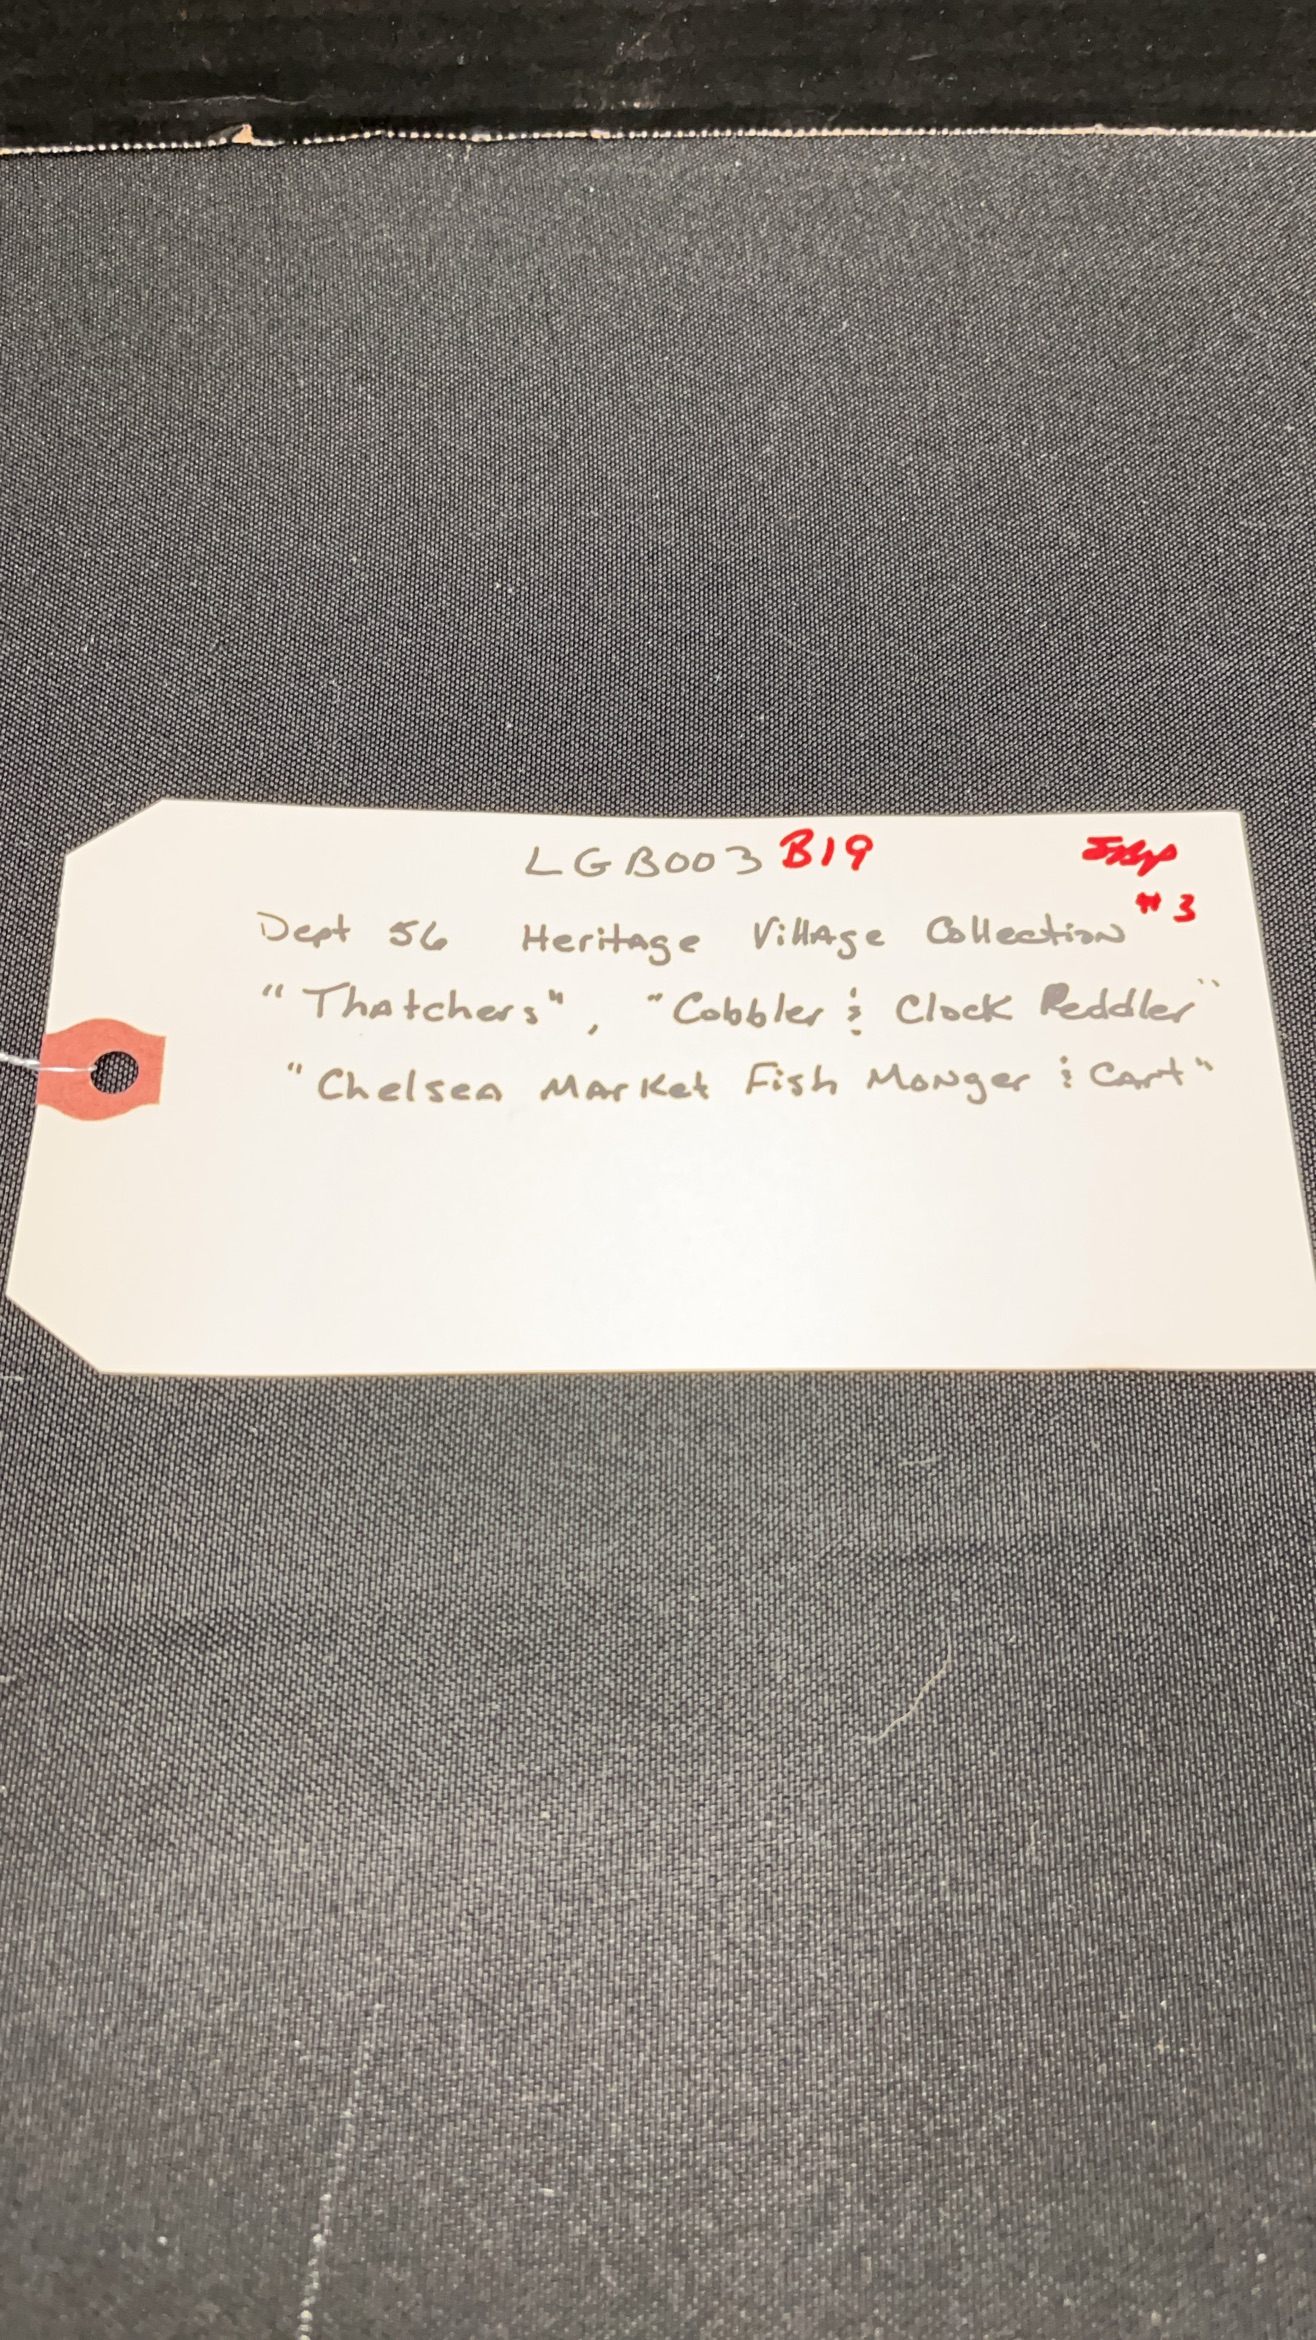 LGB003 B19
#3
Dept 56 Heritage Village Collection
"Thatchers", "Cobbler & Clock Peddler"
"Chelsea Market Fish Monger & Cart"